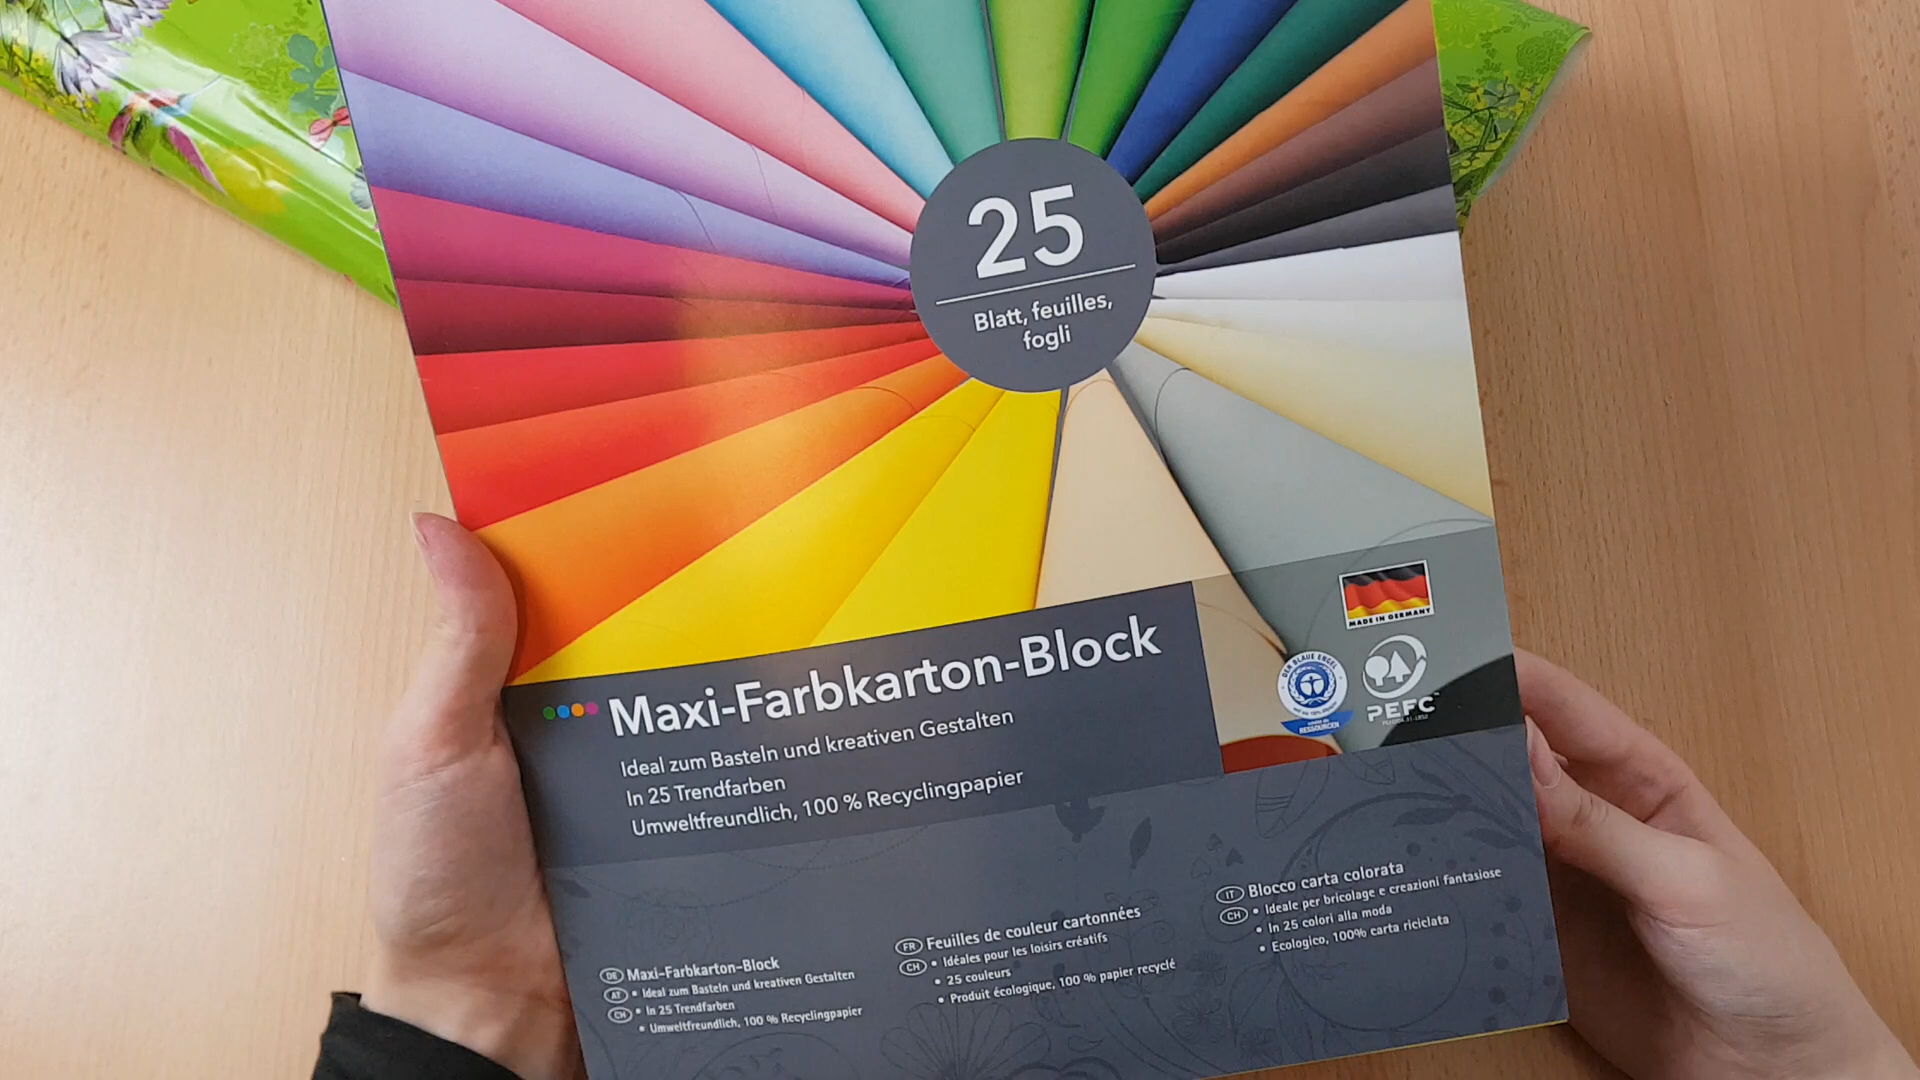 25
Blatt, feuilles,
fogli
MADE IN GERMANY
DER BLAUE ENGEL
RESSOURCEN
PEFC
Maxi-Farbkarton-Block
Ideal zum Basteln und kreativen Gestalten
In 25 Trendfarben
Umweltfreundlich, 100 % Recyclingpapier
DE Maxi-Farbkarton-Block
AT • Ideal zum Basteln und kreativen Gestalten
CH • In 25 Trendfarben
• Umweltfreundlich, 100 % Recyclingpapier
FR Feuilles de couleur cartonnées
CH • Idéales pour les loisirs créatifs
• 25 couleurs
• Produit écologique, 100 % papier recyclé
IT Blocco carta colorata
CH • Ideale per bricolage e creazioni fantasiose
• In 25 colori alla moda
• Ecologico, 100% carta riciclata